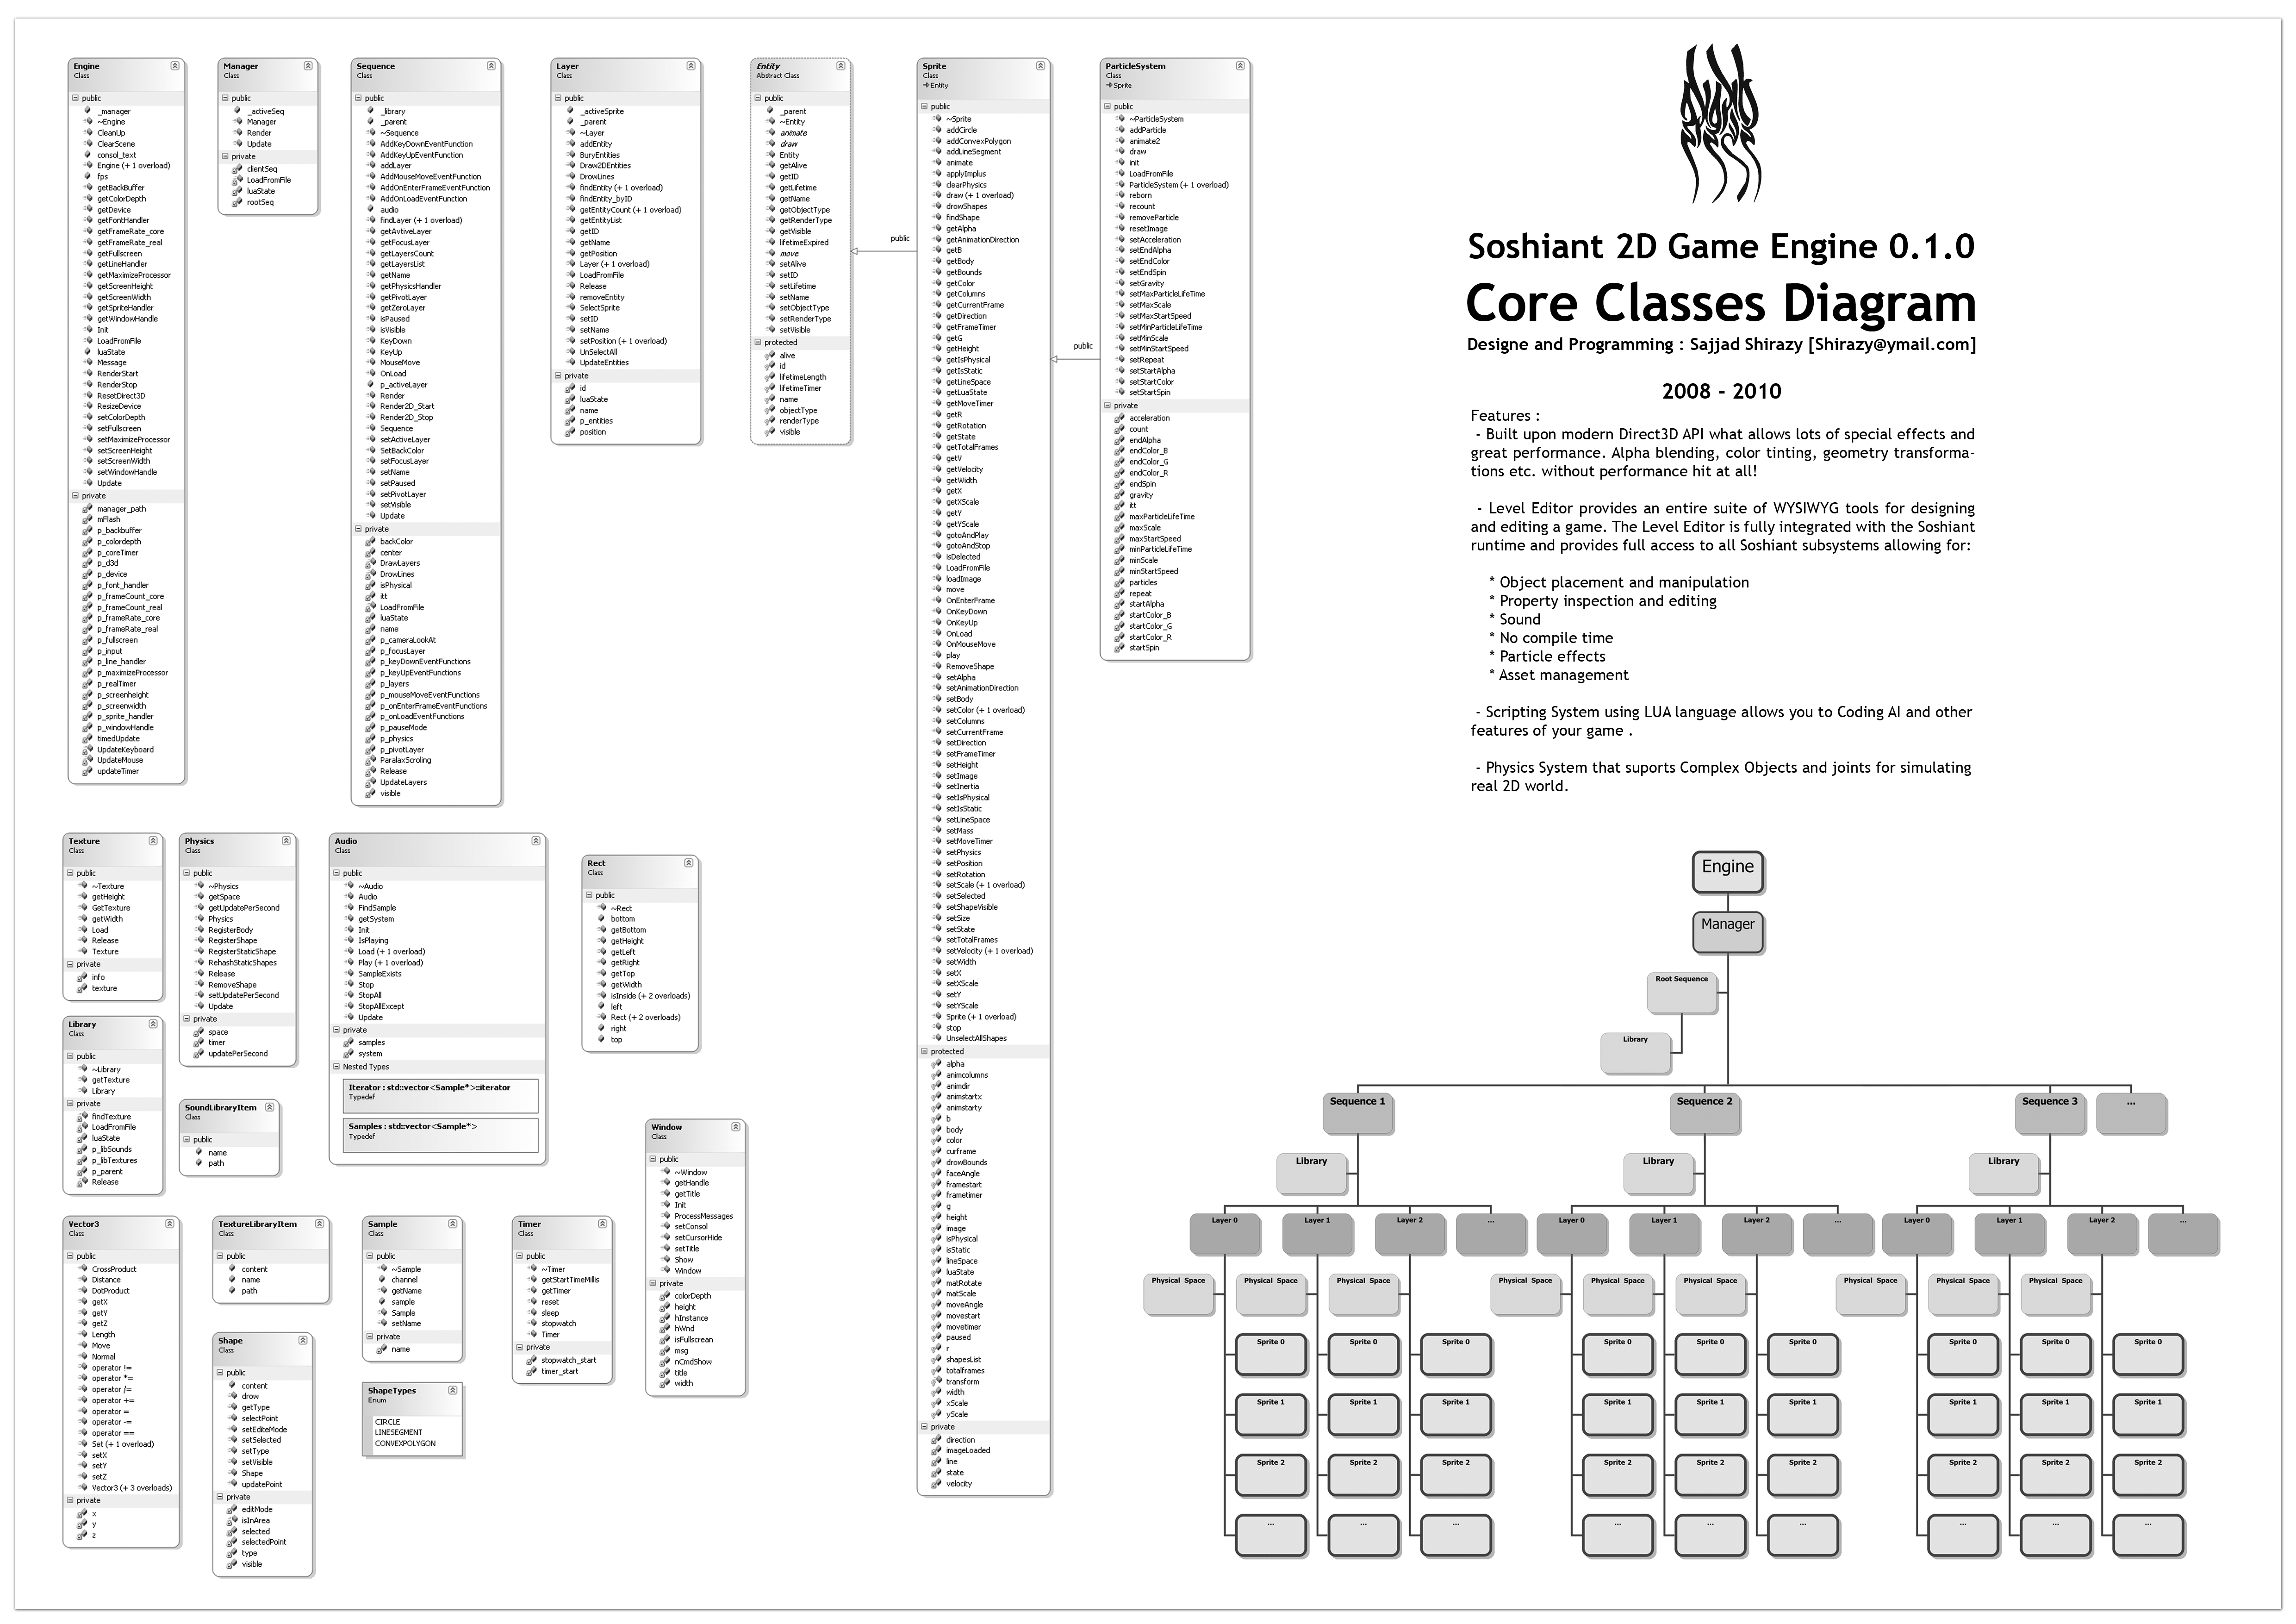 Engine
Class
public
_manager
~Engine
CleanUp
ClearScene
consol_text
Engine (+ 1 overload)
fps
getBackBuffer
getColorDepth
getDevice
getFontHandler
getFrameRate_core
getFrameRate_real
getFullscreen
getLineHandler
getMaximizeProcessor
getScreenHeight
getScreenWidth
getSpriteHandler
getWindowHandle
Init
LoadFromFile
luaState
Message
RenderStart
RenderStop
ResetDirect3D
ResizeDevice
setColorDepth
setFullscreen
setMaximizeProcessor
setScreenHeight
setScreenWidth
setWindowHandle
Update
private
manager_path
mFlash
p_backbuffer
p_colordepth
p_coreTimer
p_d3d
p_device
p_font_handler
p_frameCount_core
p_frameCount_real
p_frameRate_core
p_frameRate_real
p_fullscreen
p_input
p_line_handler
p_maximizeProcessor
p_realTimer
p_screenheight
p_screenwidth
p_sprite_handler
p_windowHandle
timedUpdate
UpdateKeyboard
UpdateMouse
updateTimer
Manager
Class
public
_activeSeq
Manager
Render
Update
private
clientSeq
LoadFromFile
luaState
rootSeq
Sequence
Class
public
_library
_parent
~Sequence
AddKeyDownEventFunction
AddKeyUpEventFunction
addLayer
AddMouseMoveEventFunction
AddOnEnterFrameEventFunction
AddOnLoadEventFunction
audio
findLayer (+ 1 overload)
getAvtiveLayer
getFocusLayer
getLayersCount
getLayersList
getName
getPhysicsHandler
getPivotLayer
getZeroLayer
isPaused
isVisible
KeyDown
KeyUp
MouseMove
OnLoad
p_activeLayer
Render
Render2D_Start
Render2D_Stop
Sequence
setActiveLayer
SetBackColor
setFocusLayer
setName
setPaused
setPivotLayer
setVisible
Update
private
backColor
center
DrawLayers
DrowLines
isPhysical
itt
LoadFromFile
luaState
name
p_cameraLookAt
p_focusLayer
p_keyDownEventFunctions
p_keyUpEventFunctions
p_layers
p_mouseMoveEventFunctions
p_onEnterFrameEventFunctions
p_onLoadEventFunctions
p_pauseMode
p_physics
p_pivotLayer
ParalaxScroling
Release
UpdateLayers
visible
Layer
Class
public
_activeSprite
_parent
~Layer
addEntity
BuryEntities
Draw2DEntities
DrowLines
findEntity (+ 1 overload)
findEntity_byID
getEntityCount (+ 1 overload)
getEntityList
getID
getName
getPosition
Layer (+ 1 overload)
LoadFromFile
Release
removeEntity
SelectSprite
setID
setName
setPosition (+ 1 overload)
UnSelectAll
UpdateEntities
private
id
luaState
name
p_entities
position
Entity
Abstract Class
public
_parent
~Entity
animate
draw
Entity
getAlive
getID
getLifetime
getName
getObjectType
getRenderType
getVisible
lifetimeExpired
move
setAlive
setID
setLifetime
setName
setObjectType
setRenderType
setVisible
protected
alive
id
lifetimeLength
lifetimeTimer
name
objectType
renderType
visible
public
Sprite
Class
Entity
public
~Sprite
addCircle
addConvexPolygon
addLineSegment
animate
applyImplus
clearPhysics
draw (+ 1 overload)
drowShapes
findShape
getAlpha
getAnimationDirection
getB
getBody
getBounds
getColor
getColumns
getCurrentFrame
getDirection
getFrameTimer
getG
getHeight
getIsPhysical
getIsStatic
getLineSpace
getLuaState
getMoveTimer
getR
getRotation
getState
getTotalFrames
getV
getVelocity
getWidth
getX
getXScale
getY
getYScale
gotoAndPlay
gotoAndStop
isDelected
LoadFromFile
loadImage
move
OnEnterFrame
OnKeyDown
OnKeyUp
OnLoad
OnMouseMove
play
RemoveShape
setAlpha
setAnimationDirection
setBody
setColor (+ 1 overload)
setColumns
setCurrentFrame
setDirection
setFrameTimer
setHeight
setImage
setInertia
setIsPhysical
setIsStatic
setLineSpace
setMass
setMoveTimer
setPhysics
setPosition
setRotation
setScale (+ 1 overload)
setSelected
setShapeVisible
setSize
setState
setTotalFrames
setVelocity (+ 1 overload)
setWidth
setX
setXScale
setY
setYScale
Sprite (+ 1 overload)
stop
UnselectAllShapes
protected
alpha
animcolumns
animdir
animstartx
animstarty
b
body
color
curframe
drowBounds
faceAngle
framestart
frametimer
g
height
image
isPhysical
isStatic
lineSpace
luaState
matRotate
matScale
moveAngle
movestart
movetimer
paused
r
shapesList
totalframes
transform
width
xScale
yScale
private
direction
imageLoaded
line
state
velocity
public
ParticleSystem
Class
Sprite
public
~ParticleSystem
addParticle
animate2
draw
init
LoadFromFile
ParticleSystem (+ 1 overload)
reborn
recount
removeParticle
resetImage
setAcceleration
setEndAlpha
setEndColor
setEndSpin
setGravity
setMaxParticleLifeTime
setMaxScale
setMaxStartSpeed
setMinParticleLifeTime
setMinScale
setMinStartSpeed
setRepeat
setStartAlpha
setStartColor
setStartSpin
private
acceleration
count
endAlpha
endColor_B
endColor_G
endColor_R
endSpin
gravity
itt
maxParticleLifeTime
maxScale
maxStartSpeed
minParticleLifeTime
minScale
minStartSpeed
particles
repeat
startAlpha
startColor_B
startColor_G
startColor_R
startSpin
Soshiant 2D Game Engine 0.1.0
Core Classes Diagram
Designe and Programming : Sajjad Shirazy [Shirazy@ymail.com]
2008 - 2010
Features :
- Built upon modern Direct3D API what allows lots of special effects and
great performance. Alpha blending, color tinting, geometry transforma-
tions etc. without performance hit at all!
- Level Editor provides an entire suite of WYSIWYG tools for designing
and editing a game. The Level Editor is fully integrated with the Soshiant
runtime and provides full access to all Soshiant subsystems allowing for:
* Object placement and manipulation
* Property inspection and editing
* Sound
* No compile time
* Particle effects
* Asset management
- Scripting System using LUA language allows you to Coding AI and other
features of your game .
- Physics System that suports Complex Objects and joints for simulating
real 2D world.
Texture
Class
public
~Texture
getHeight
GetTexture
getWidth
Load
Release
Texture
private
info
texture
Physics
Class
public
~Physics
getSpace
getUpdatePerSecond
Physics
RegisterBody
RegisterShape
RegisterStaticShape
RehashStaticShapes
Release
RemoveShape
setUpdatePerSecond
Update
private
space
timer
updatePerSecond
Audio
Class
public
~Audio
Audio
FindSample
getSystem
Init
IsPlaying
Load (+ 1 overload)
Play (+ 1 overload)
SampleExists
Stop
StopAll
StopAllExcept
Update
private
samples
system
Nested Types
Iterator : std::vector<Sample*>::iterator
Typedef
Samples : std::vector<Sample*>
Typedef
Rect
Class
public
~Rect
bottom
getBottom
getHeight
getLeft
getRight
getTop
getWidth
isInside (+ 2 overloads)
left
Rect (+ 2 overloads)
right
top
Library
Class
public
~Library
getTexture
Library
private
findTexture
LoadFromFile
luaState
p_libSounds
p_libTextures
p_parent
Release
SoundLibraryItem
Class
public
name
path
Window
Class
public
~Window
getHandle
getTitle
Init
ProcessMessages
setConsol
setCursorHide
setTitle
Show
Window
private
colorDepth
height
hInstance
hWnd
isFullscrean
msg
nCmdShow
title
width
Vector3
Class
public
CrossProduct
Distance
DotProduct
getX
getY
getZ
Length
Move
Normal
operator !=
operator *=
operator /=
operator +=
operator =
operator -=
operator ==
Set (+ 1 overload)
setX
setY
setZ
Vector3 (+ 3 overloads)
private
x
y
z
TextureLibraryItem
Class
public
content
name
path
Shape
Class
public
content
drow
getType
selectPoint
setEditeMode
setSelected
setType
setVisible
Shape
updatePoint
private
editMode
isInArea
selected
selectedPoint
type
visible
Sample
Class
public
~Sample
channel
getName
sample
Sample
setName
private
name
ShapeTypes
Enum
CIRCLE
LINESEGMENT
CONVEXPOLYGON
Timer
Class
public
~Timer
getStartTimeMillis
getTimer
reset
sleep
stopwatch
Timer
private
stopwatch_start
timer_start
Engine
Manager
Root Sequence
Library
Sequence 1
Sequence 2
Sequence 3
...
Library
Library
Library
Layer 0
Layer 1
Layer 2
...
Layer 0
Layer 1
Layer 2
...
Layer 0
Layer 1
Layer 2
...
Physical Space
Physical Space
Physical Space
Physical Space
Physical Space
Physical Space
Physical Space
Physical Space
Physical Space
Sprite 0
Sprite 0
Sprite 0
Sprite 0
Sprite 0
Sprite 0
Sprite 0
Sprite 0
Sprite 0
Sprite 1
Sprite 1
Sprite 1
Sprite 1
Sprite 1
Sprite 1
Sprite 1
Sprite 1
Sprite 1
Sprite 2
Sprite 2
Sprite 2
Sprite 2
Sprite 2
Sprite 2
Sprite 2
Sprite 2
Sprite 2
...
...
...
...
...
...
...
...
...